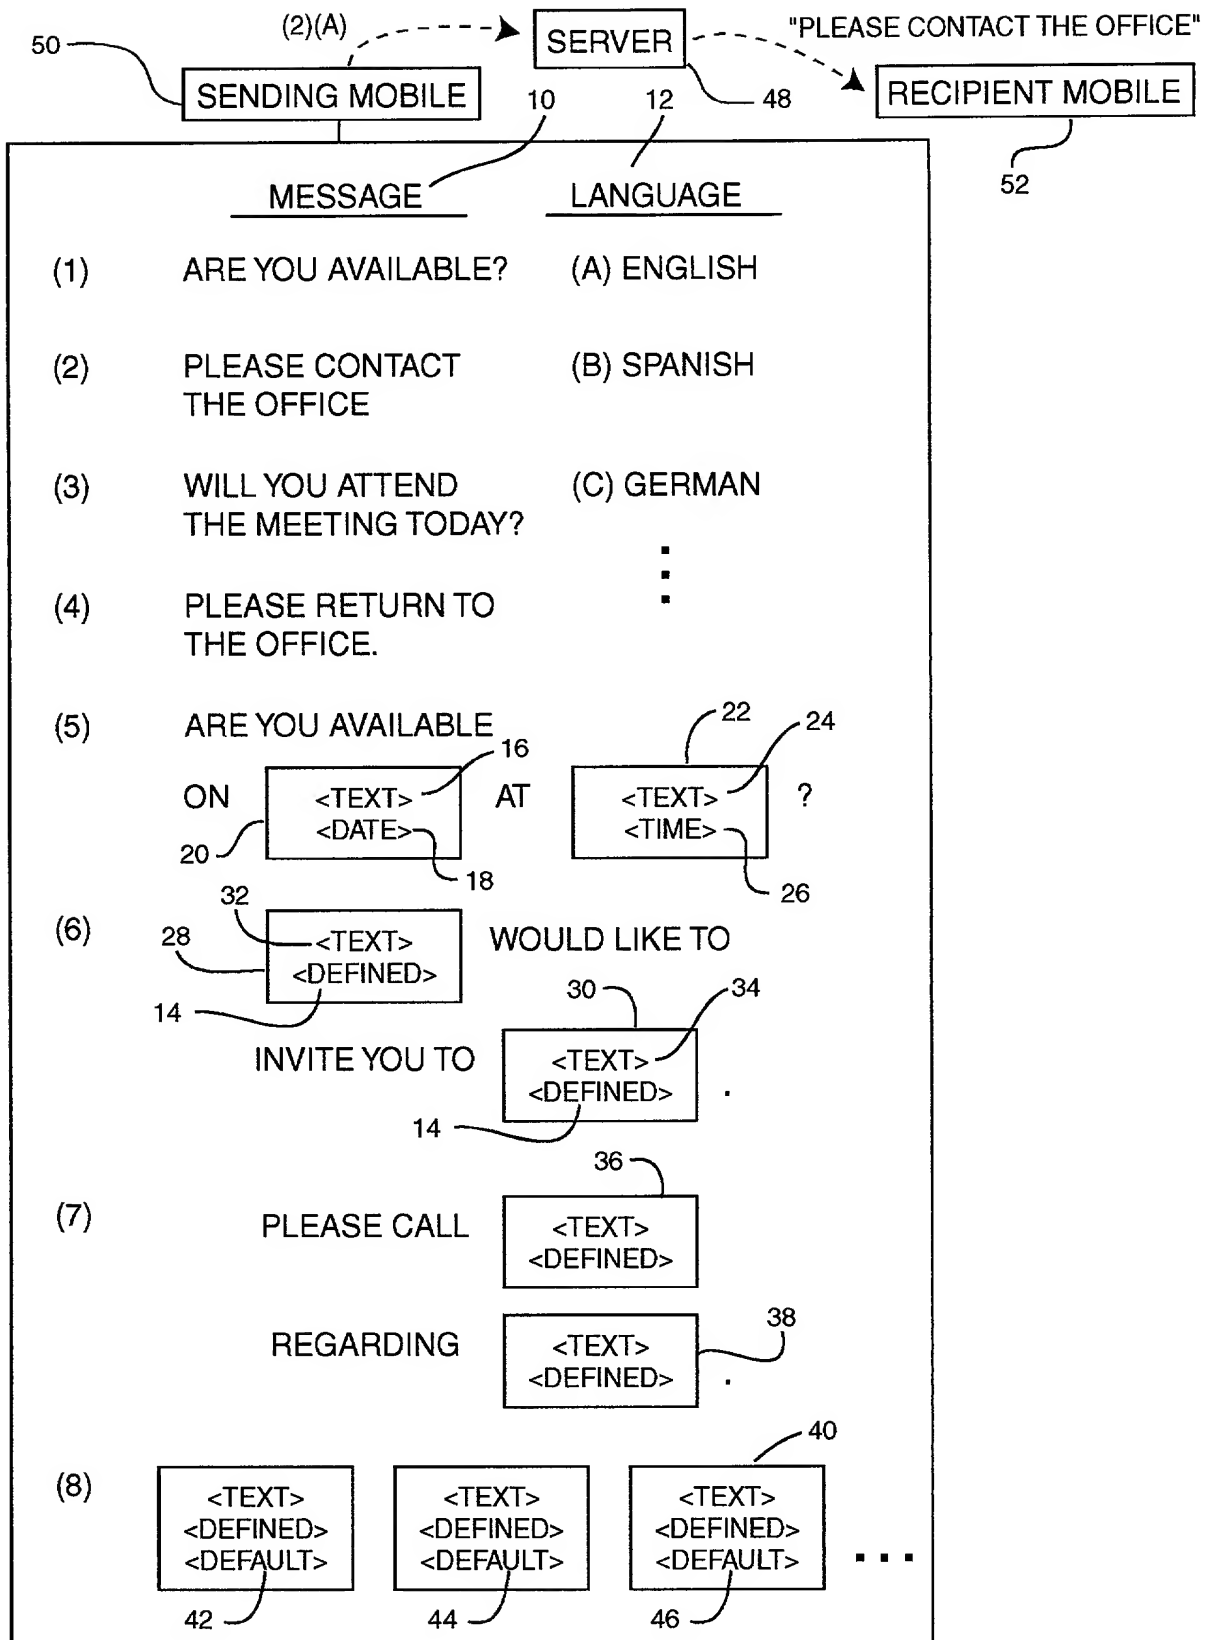 (2)(A)
"PLEASE CONTACT THE OFFICE"
50
SERVER
SENDING MOBILE
10
12
48
RECIPIENT MOBILE
52
MESSAGE LANGUAGE
(1) ARE YOU AVAILABLE? (A) ENGLISH
(2) PLEASE CONTACT (B) SPANISH
THE OFFICE
(3) WILL YOU ATTEND (C) GERMAN
THE MEETING TODAY?
(4) PLEASE RETURN TO
THE OFFICE.
(5) ARE YOU AVAILABLE
16
22
24
ON <TEXT> AT <TEXT> ?
<DATE> <TIME>
20
18
26
32
(6) <TEXT> WOULD LIKE TO
28
<DEFINED>
14
30
34
INVITE YOU TO <TEXT>
<DEFINED> .
14
36
(7) PLEASE CALL <TEXT>
<DEFINED>
38
REGARDING <TEXT>
<DEFINED> .
40
(8) <TEXT> <TEXT> <TEXT>
<DEFINED> <DEFINED> <DEFINED>
<DEFAULT> <DEFAULT> <DEFAULT> ...
42 44 46